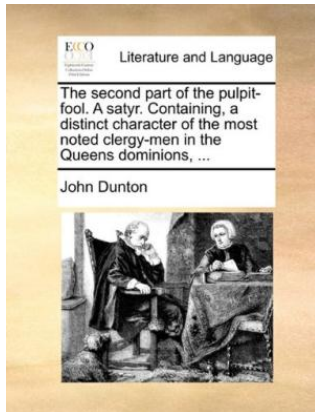 ECCO
Literature and Language
The second part of the pulpit-
fool. A satyr. Containing, a
distinct character of the most
noted clergy-men in the
Queens dominions, ...
John Dunton